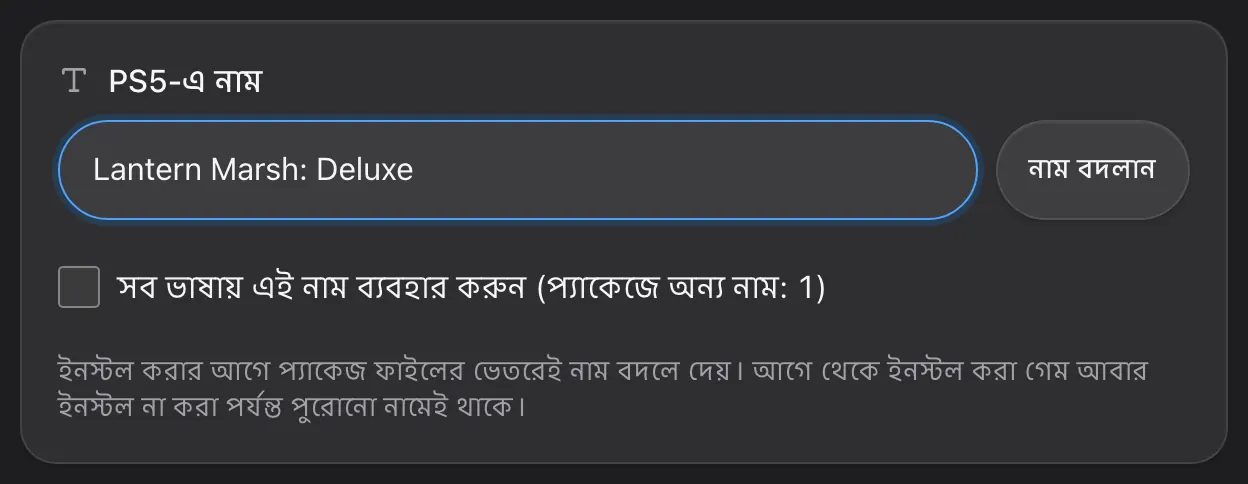 PS5-এ নাম
Lantern Marsh: Deluxe
নাম বদলান
সব ভাষায় এই নাম ব্যবহার করুন (প্যাকেজে অন্য নাম: 1)
ইনস্টল করার আগে প্যাকেজ ফাইলের ভেতরেই নাম বদলে দেয়। আগে থেকে ইনস্টল করা গেম আবার
ইনস্টল না করা পর্যন্ত পুরোনো নামেই থাকে।